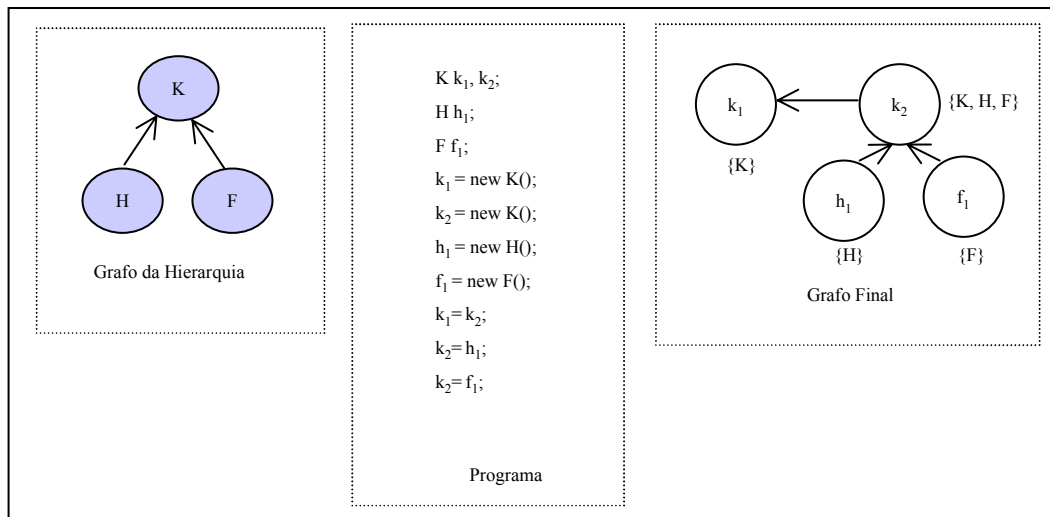 K
H
F
Grafo da Hierarquia
K k₁, k₂;
H h₁;
F f₁;
k₁ = new K();
k₂ = new K();
h₁ = new H();
f₁ = new F();
k₁= k₂;
k₂= h₁;
k₂= f₁;
Programa
k₁
k₂
{K, H, F}
{K}
h₁
f₁
{H}
{F}
Grafo Final